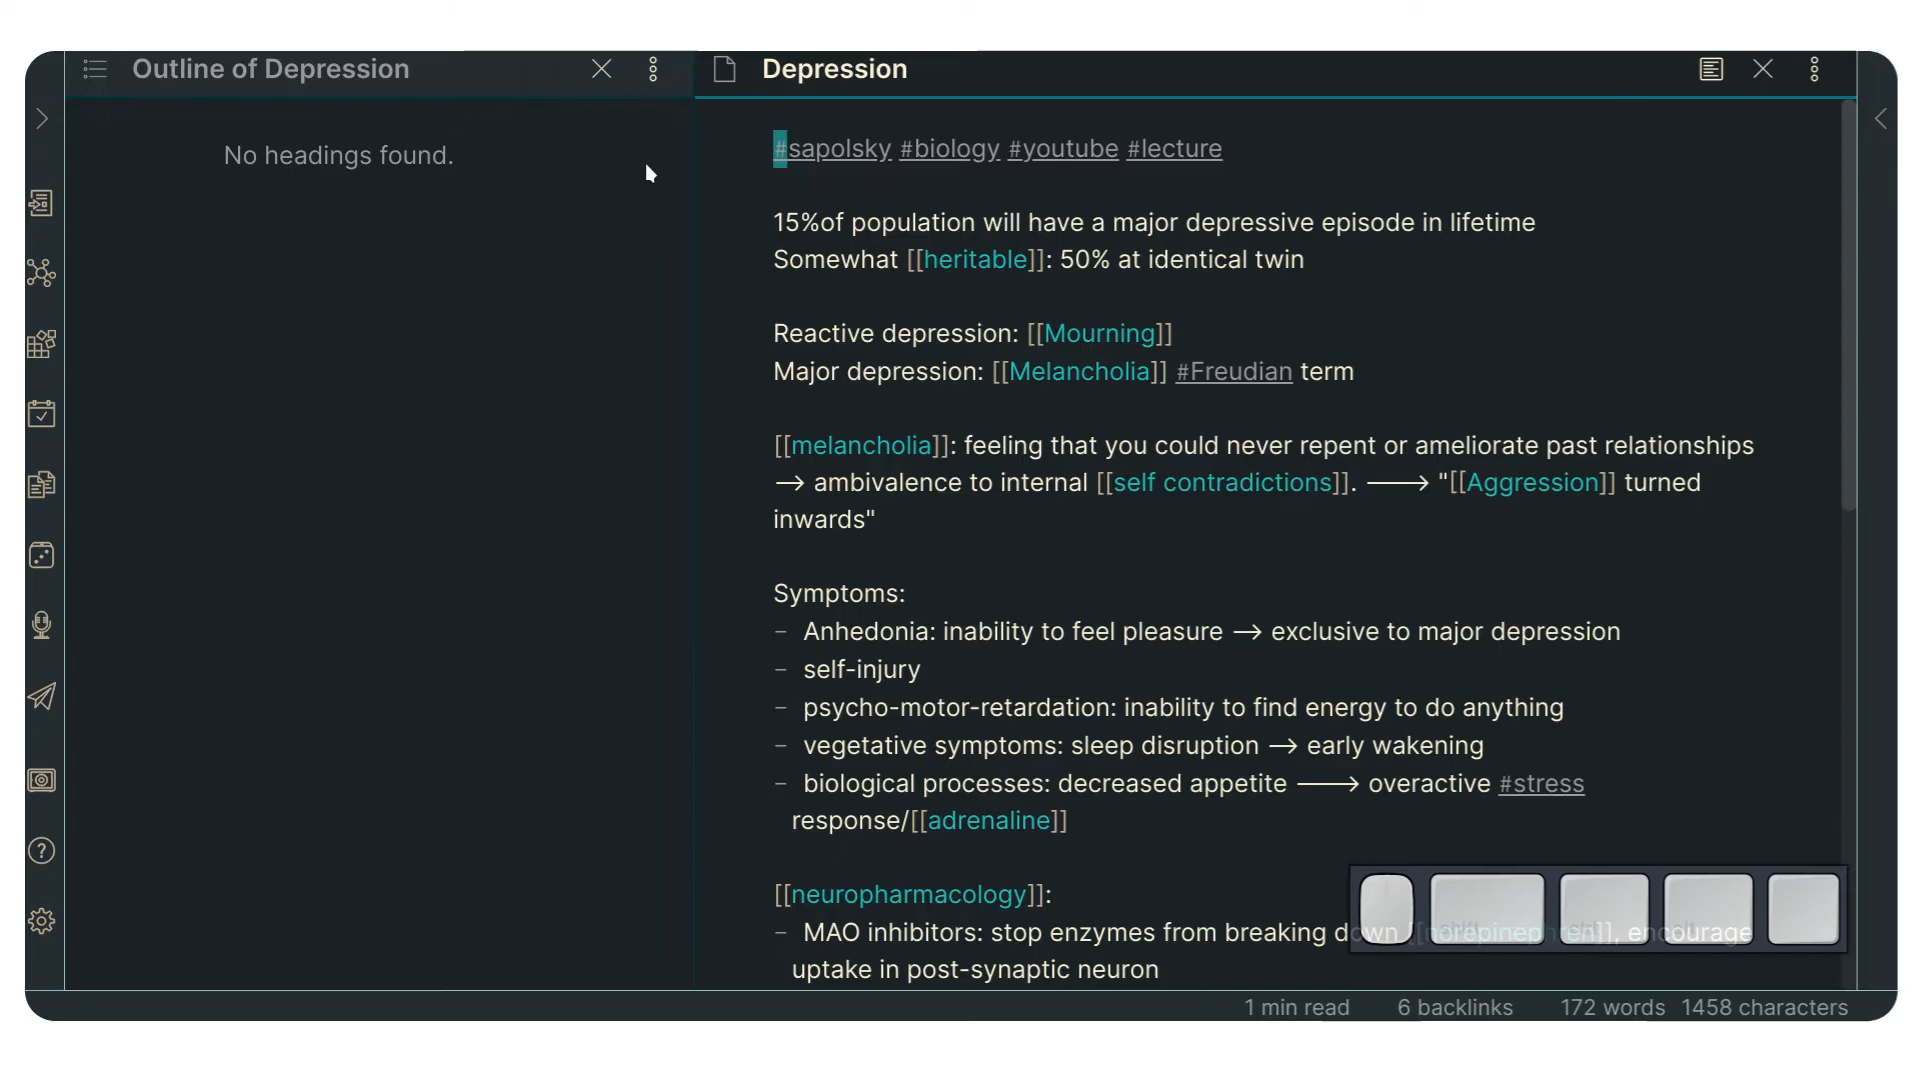 Outline of Depression
Depression
No headings found.
#sapolsky #biology #youtube #lecture
15%of population will have a major depressive episode in lifetime
Somewhat [[heritable]]: 50% at identical twin
Reactive depression: [[Mourning]]
Major depression: [[Melancholia]] #Freudian term
[[melancholia]]: feeling that you could never repent or ameliorate past relationships
→ ambivalence to internal [[self contradictions]]. ⟶ "[[Aggression]] turned
inwards"
Symptoms:
- Anhedonia: inability to feel pleasure → exclusive to major depression
- self-injury
- psycho-motor-retardation: inability to find energy to do anything
- vegetative symptoms: sleep disruption → early wakening
- biological processes: decreased appetite ⟶ overactive #stress
response/[[adrenaline]]
[[neuropharmacology]]:
- MAO inhibitors: stop enzymes from breaking down [[norepinephren]], encourage
uptake in post-synaptic neuron
1 min read 6 backlinks 172 words 1458 characters